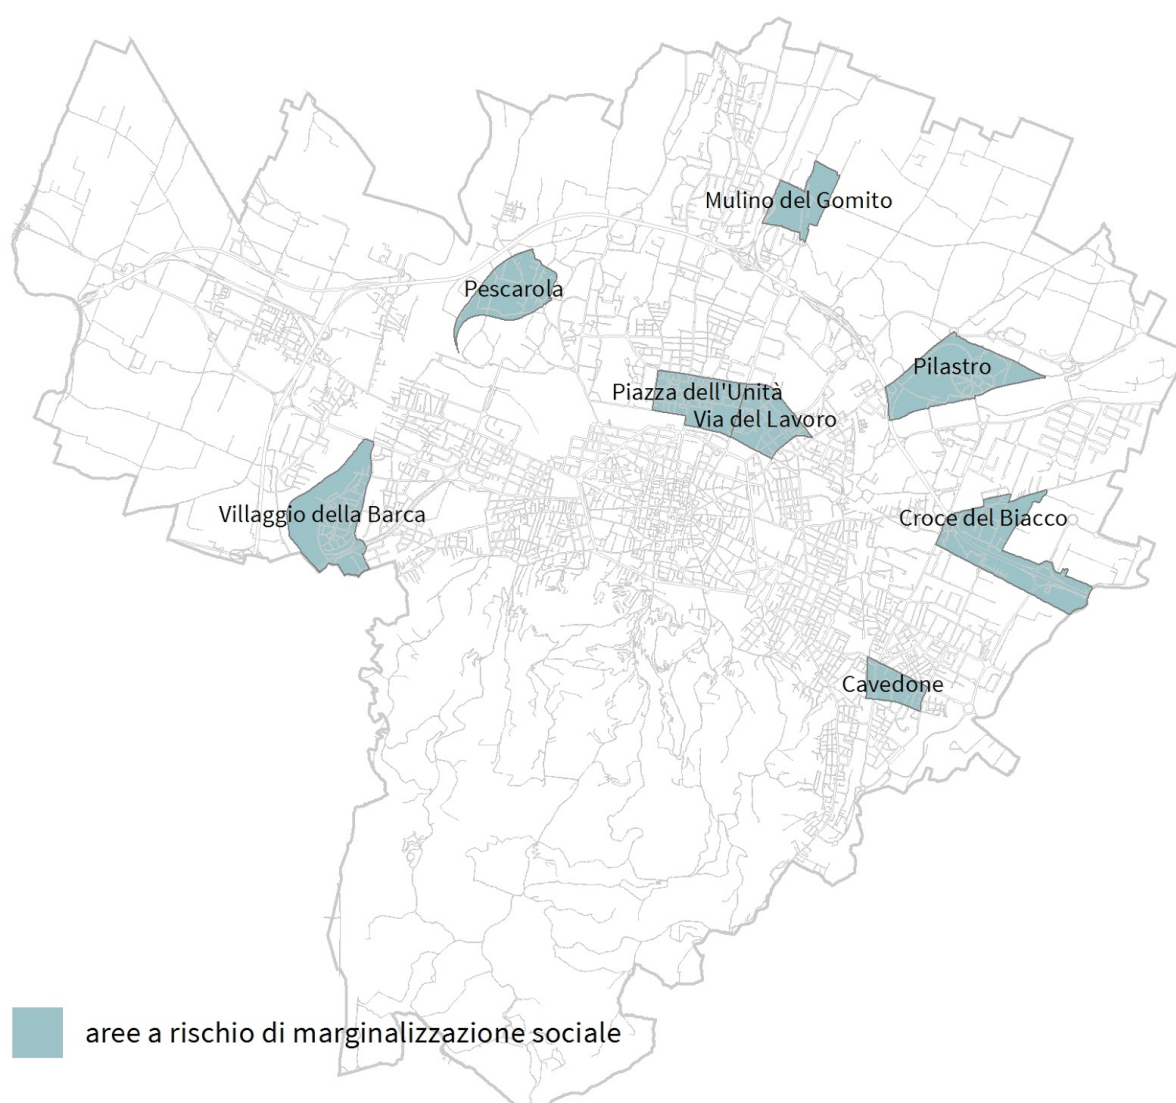 Mulino del Gomito
Pescarola
Pilastro
Piazza dell'Unità
Via del Lavoro
Villaggio della Barca
Croce del Biacco
Cavedone
aree a rischio di marginalizzazione sociale